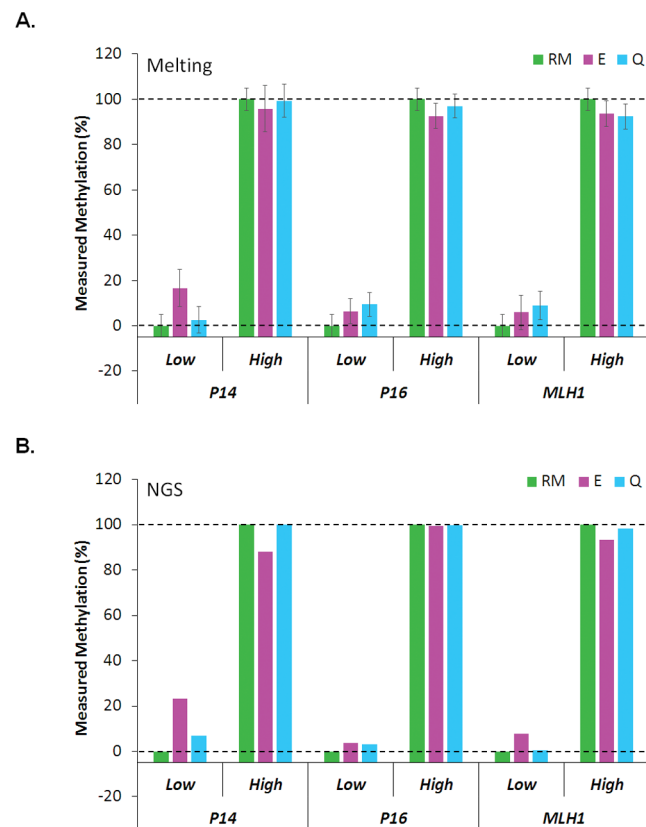 A.
Melting
RM E Q
Measured Methylation (%)
120
100
80
60
40
20
0
-20
Low High Low High Low High
P14 P16 MLH1
B.
NGS
RM E Q
Measured Methylation (%)
120
100
80
60
40
20
0
-20
Low High Low High Low High
P14 P16 MLH1